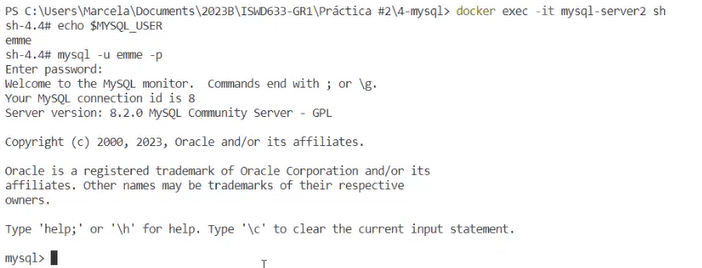 PS C:\Users\Marcela\Documents\2023B\ISWD633-GR1\Práctica #2\4-mysql> docker exec -it mysql-server2 sh
sh-4.4# echo $MYSQL_USER
emme
sh-4.4# mysql -u emme -p
Enter password:
Welcome to the MySQL monitor.  Commands end with ; or \g.
Your MySQL connection id is 8
Server version: 8.2.0 MySQL Community Server - GPL
Copyright (c) 2000, 2023, Oracle and/or its affiliates.
Oracle is a registered trademark of Oracle Corporation and/or its
affiliates. Other names may be trademarks of their respective
owners.
Type 'help;' or '\h' for help. Type '\c' to clear the current input statement.
mysql>